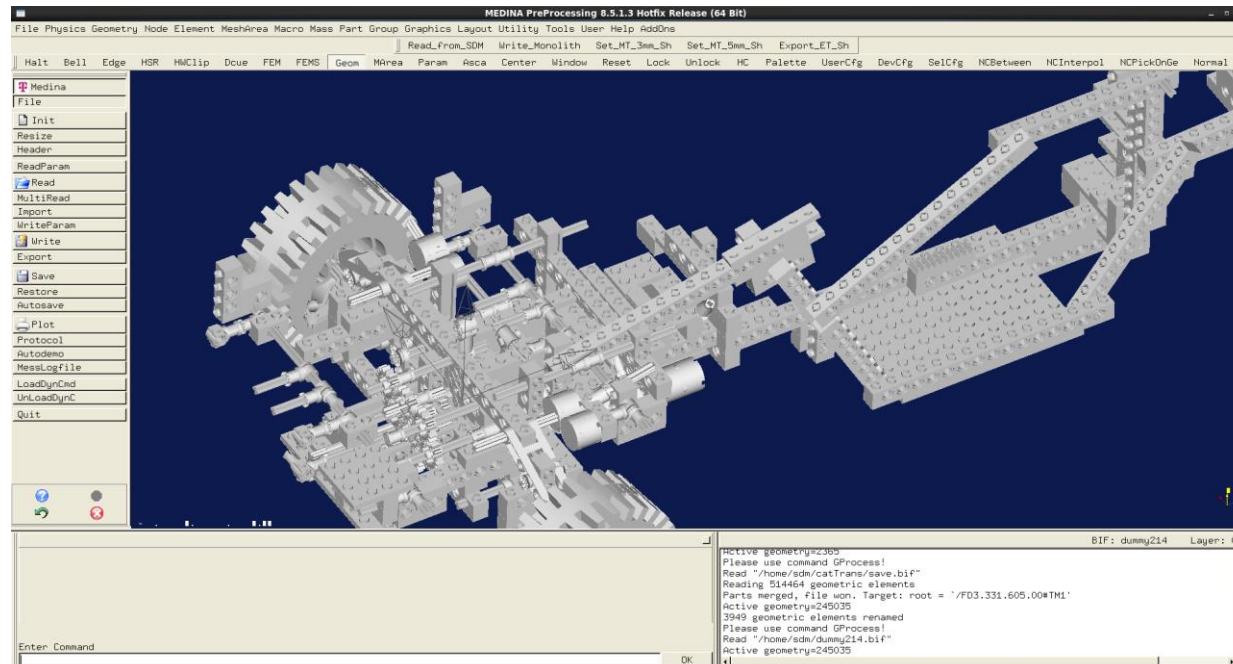 MEDINA PreProcessing 8.5.1.3 Hotfix Release (64 Bit)
File Physics Geometry Node Element MeshArea Macro Mass Part Group Graphics Layout Utility Tools User Help AddOns
Read_from_SDM Write_Monolith Set_MT_3mm_Sh Set_MT_5mm_Sh Export_ET_Sh
Halt Bell Edge HSR HWClip Dcue FEM FEMS Geom MArea Param Asca Center Window Reset Lock Unlock HC Palette UserCfg DevCfg SelCfg NCBetween NCInterpol NCPickOnGe Normal
Medina
File
Init
Resize
Header
ReadParam
Read
MultiRead
Import
WriteParam
Write
Export
Save
Restore
Autosave
Plot
Protocol
Autodemo
MessLogfile
LoadDynCmd
UnLoadDynC
Quit
BIF: dummy214 Layer:
Active geometry=2365
Please use command GProcess!
Read "/home/sdm/catTrans/save.bif"
Reading 514464 geometric elements
Parts merged, file won. Target: root = `/FD3.331.605.00#TM1'
Active geometry=245035
3949 geometric elements renamed
Please use command GProcess!
Read "/home/sdm/dummy214.bif"
Active geometry=245035
Enter Command
OK